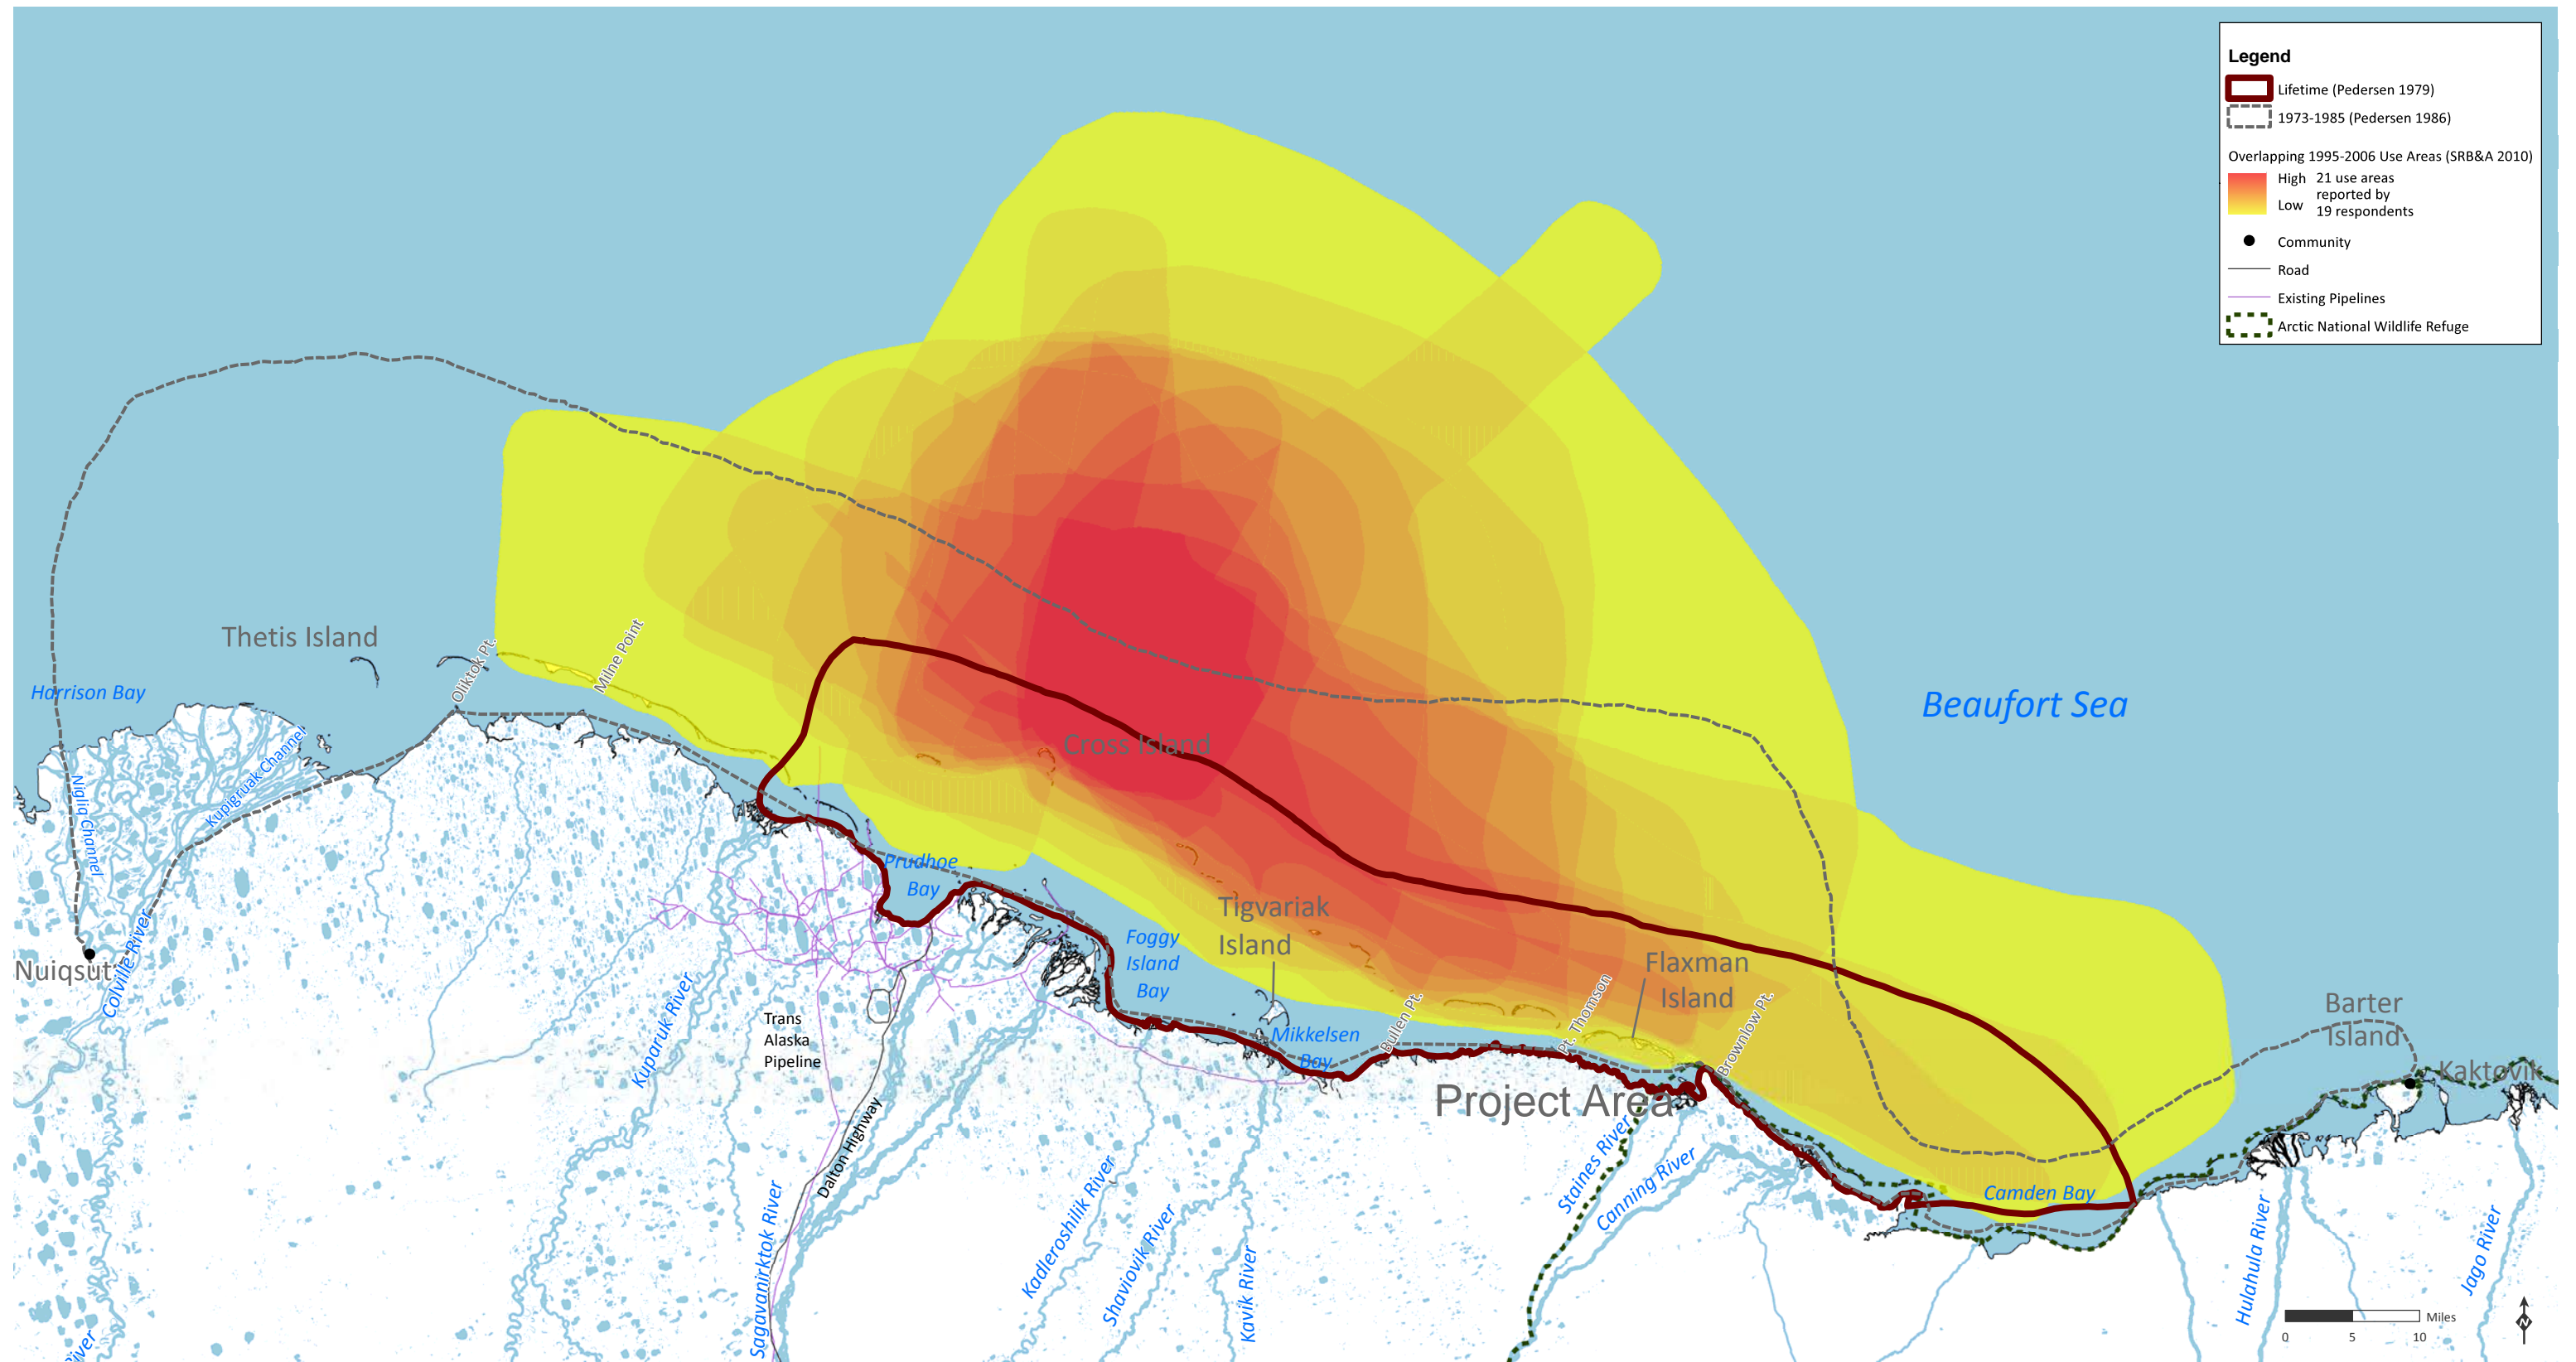 Legend
Lifetime (Pedersen 1979)
1973-1985 (Pedersen 1986)
Overlapping 1995-2006 Use Areas (SRB&A 2010)
High 21 use areas
reported by
Low 19 respondents
Community
Road
Existing Pipelines
Arctic National Wildlife Refuge
Thetis Island
Harrison Bay
Oliktok Pt.
Milne Point
Beaufort Sea
Cross Island
Nigliq Channel
Kupigruak Channel
Prudhoe
Bay
Tigvariak
Island
Foggy
Island
Bay
Flaxman
Island
Nuiqsut
Colville River
Kuparuk River
Trans
Alaska
Pipeline
Mikkelsen
Bay
Bullen Pt.
Pt. Thomson
Brownlow Pt.
Barter
Island
Kaktovik
Project Area
Dalton Highway
Sagavanirktok River
Kadleroshilik River
Shaviovik River
Kavik River
Staines River
Canning River
Camden Bay
Hulahula River
Jago River
River
Miles
0 5 10
N